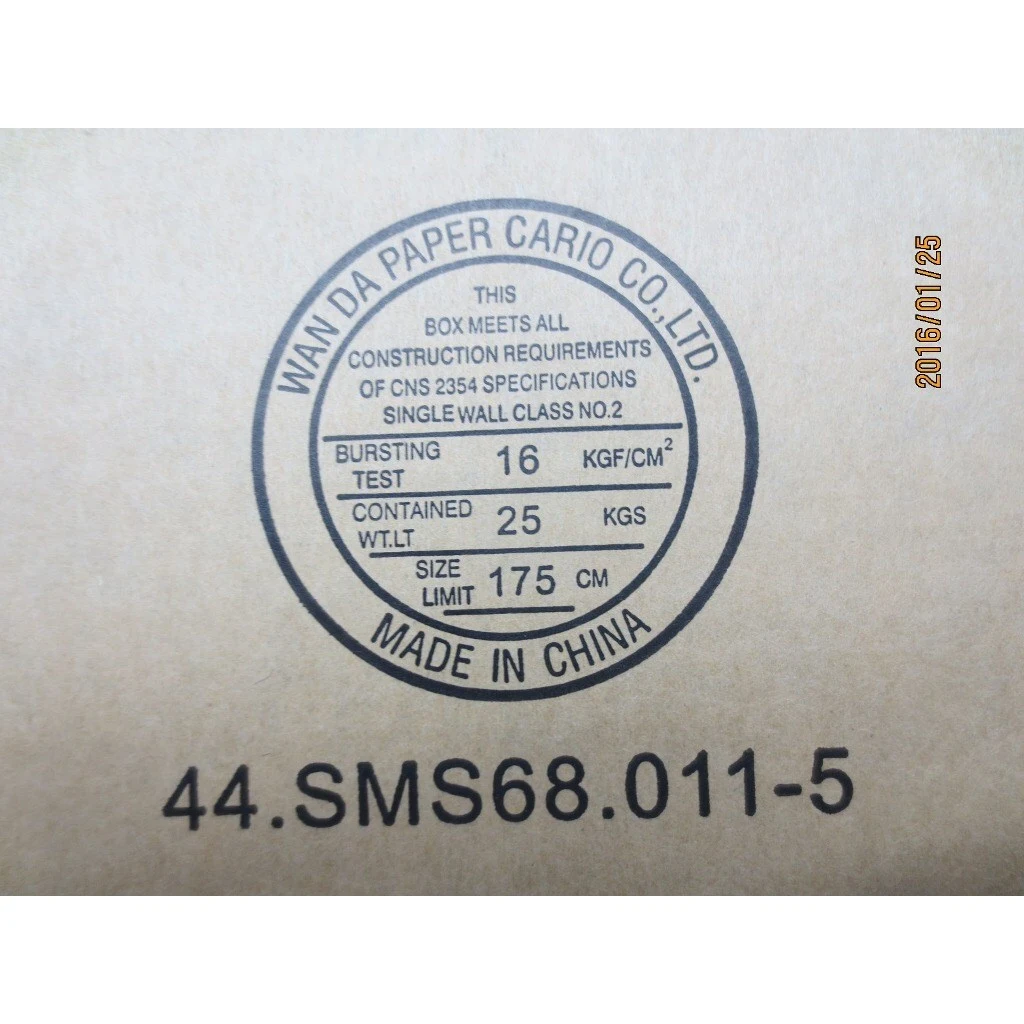 WAN DA PAPER CARIO CO.,LTD.
THIS
BOX MEETS ALL
CONSTRUCTION REQUIREMENTS
OF CNS 2354 SPECIFICATIONS
SINGLE WALL CLASS NO.2
BURSTING TEST 16 KGF/CM²
CONTAINED WT.LT 25 KGS
SIZE LIMIT 175 CM
MADE IN CHINA
44.SMS68.011-5
2016/01/25